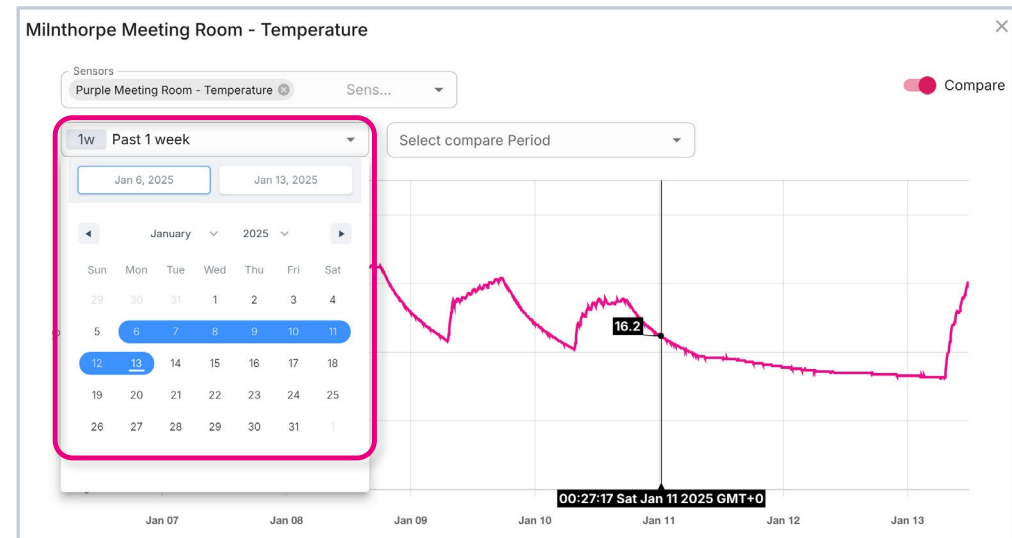 Milnthorpe Meeting Room - Temperature
Sensors
Purple Meeting Room - Temperature Sens...
Compare
1w Past 1 week
Select compare Period
Jan 6, 2025 Jan 13, 2025
January 2025
Sun Mon Tue Wed Thu Fri Sat
29 30 31 1 2 3 4
5 6 7 8 9 10 11
12 13 14 15 16 17 18
19 20 21 22 23 24 25
26 27 28 29 30 31 1
16.2
00:27:17 Sat Jan 11 2025 GMT+0
Jan 07 Jan 08 Jan 09 Jan 10 Jan 11 Jan 12 Jan 13